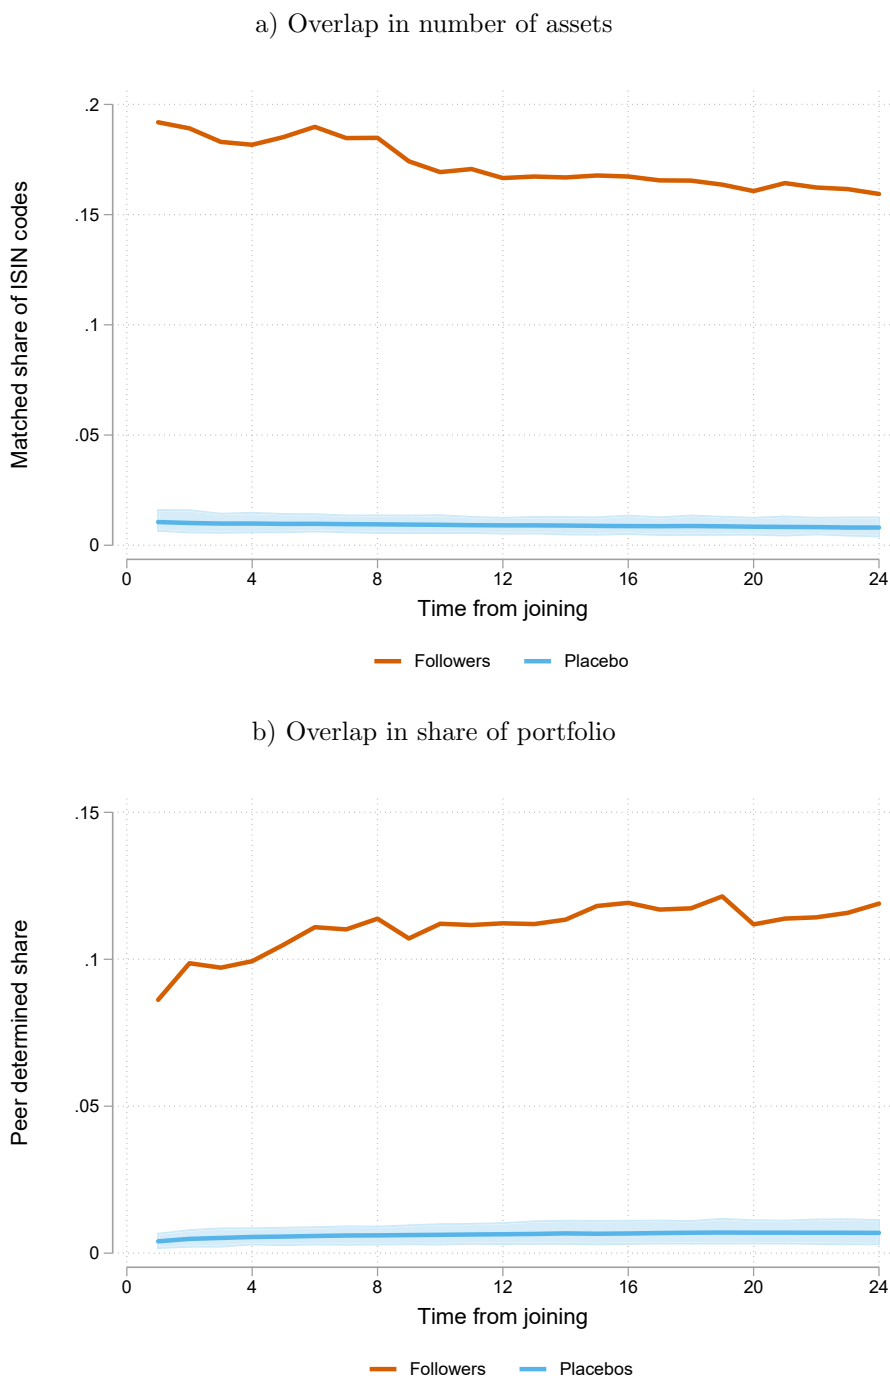 a) Overlap in number of assets
.2
.15
.1
.05
0
Matched share of ISIN codes
0 4 8 12 16 20 24
Time from joining
Followers Placebo
b) Overlap in share of portfolio
.15
.1
.05
0
Peer determined share
0 4 8 12 16 20 24
Time from joining
Followers Placebos